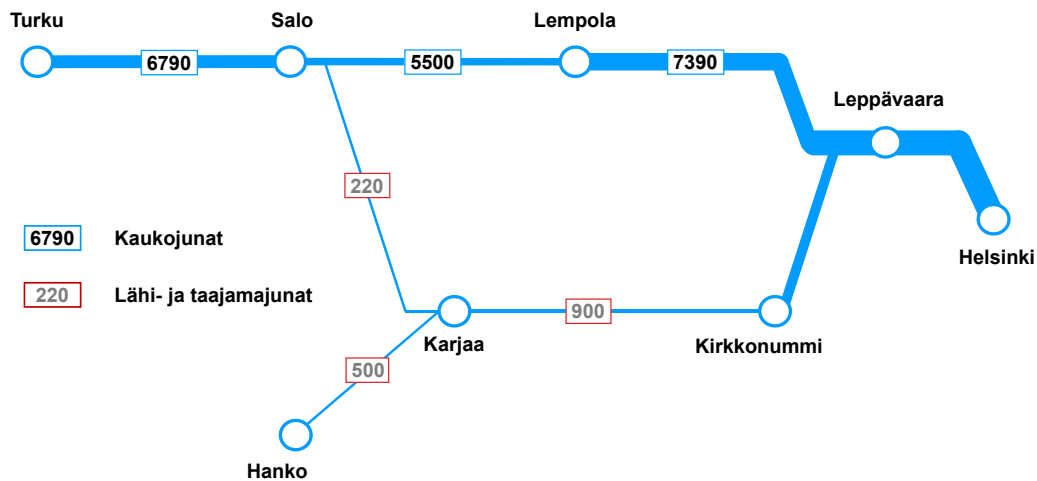 Turku
Salo
Lempola
6790
5500
7390
Leppävaara
220
6790 Kaukojunat
Helsinki
220 Lähi- ja taajamajunat
900
Karjaa
Kirkkonummi
500
Hanko